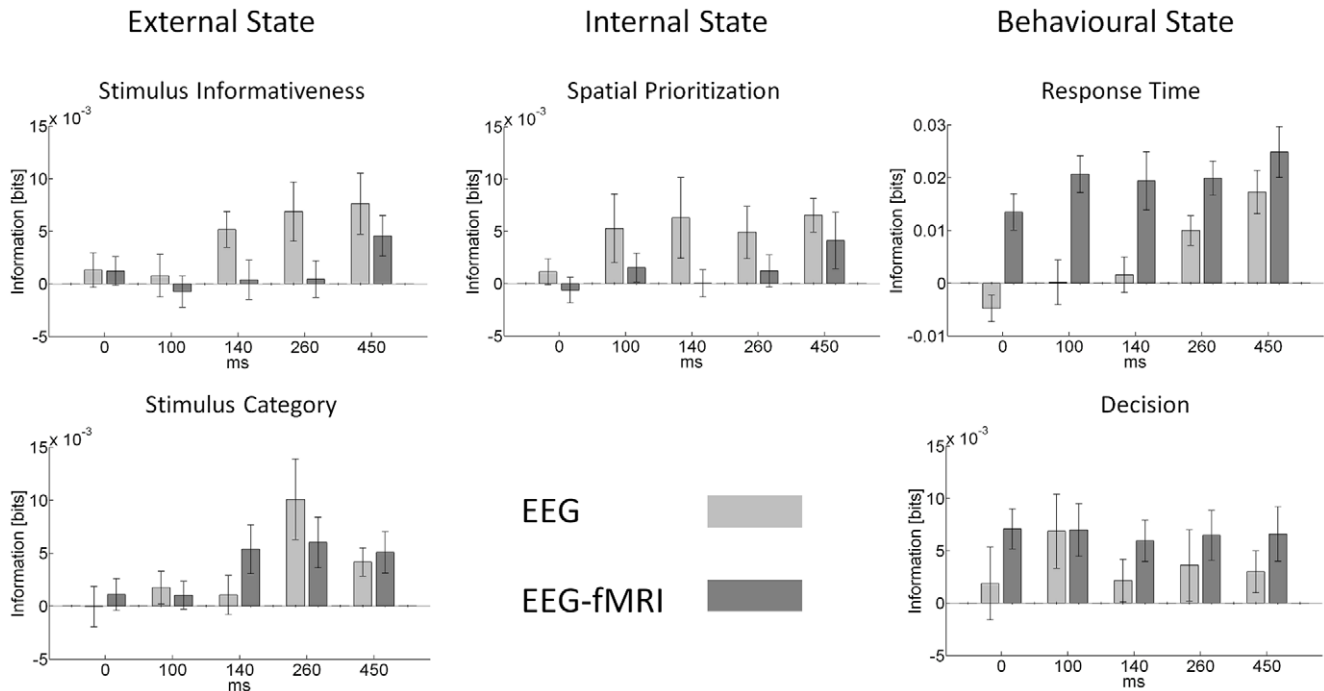 External State
Internal State
Behavioural State
Stimulus Informativeness
15 x 10⁻³
10
5
0
-5
Information [bits]
0 100 140 260 450
ms
Spatial Prioritization
15 x 10⁻³
10
5
0
-5
Information [bits]
0 100 140 260 450
ms
Response Time
0.03
0.02
0.01
0
-0.01
Information [bits]
0 100 140 260 450
ms
Stimulus Category
15 x 10⁻³
10
5
0
-5
Information [bits]
0 100 140 260 450
ms
EEG
EEG-fMRI
Decision
15 x 10⁻³
10
5
0
-5
Information [bits]
0 100 140 260 450
ms